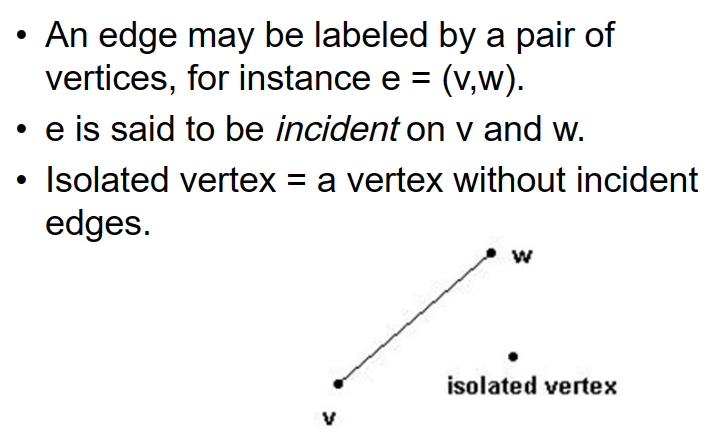 • An edge may be labeled by a pair of
vertices, for instance e = (v,w).
• e is said to be incident on v and w.
• Isolated vertex = a vertex without incident
edges.
w
isolated vertex
v